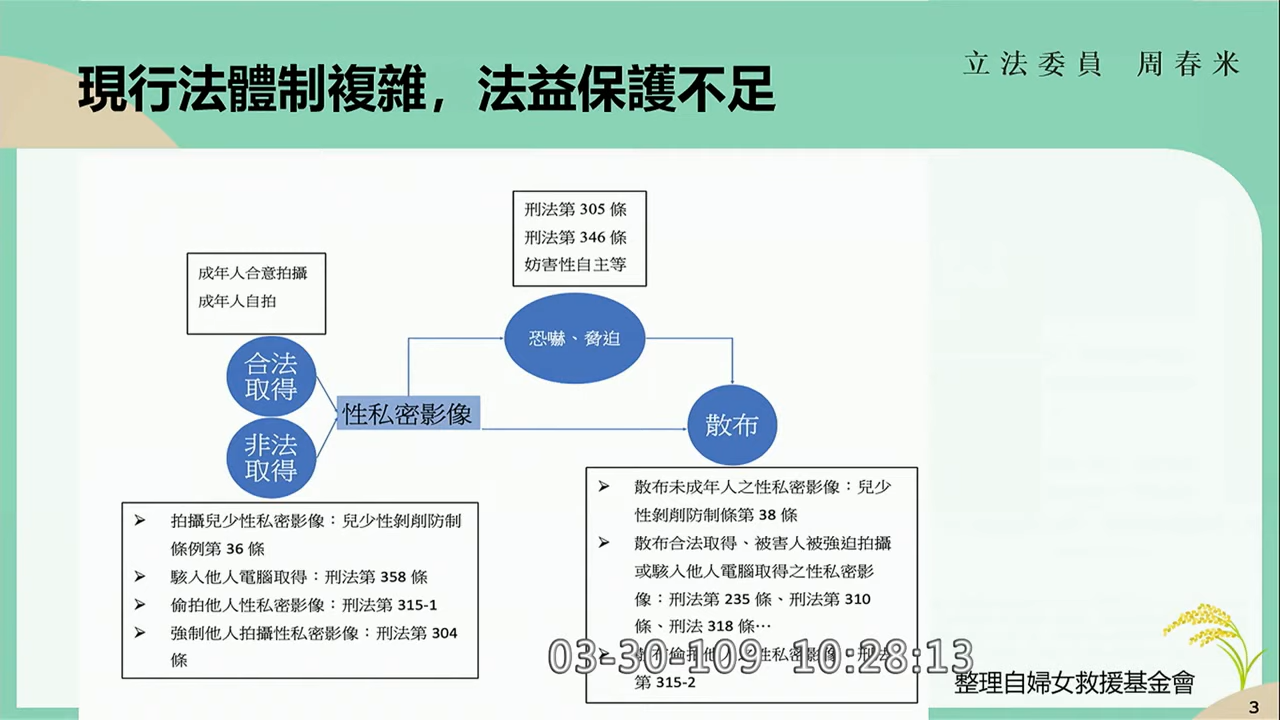 現行法體制複雜，法益保護不足
立法委員 周春米
刑法第 305 條
刑法第 346 條
妨害性自主等
成年人合意拍攝
成年人自拍
恐嚇、脅迫
合法
取得
性私密影像
散布
非法
取得
散布未成年人之性私密影像：兒少
性剝削防制條第 38 條
散布合法取得、被害人被強迫拍攝
或駭入他人電腦取得之性私密影
像：刑法第 235 條、刑法第 310
條、刑法 318 條…
性私密影像：刑法
第 315-2
拍攝兒少性私密影像：兒少性剝削防制
條例第 36 條
駭入他人電腦取得：刑法第 358 條
偷拍他人性私密影像：刑法第 315-1
強制他人拍攝性私密影像：刑法第 304
條
03-30-109 10:28:13
整理自婦女救援基金會
3